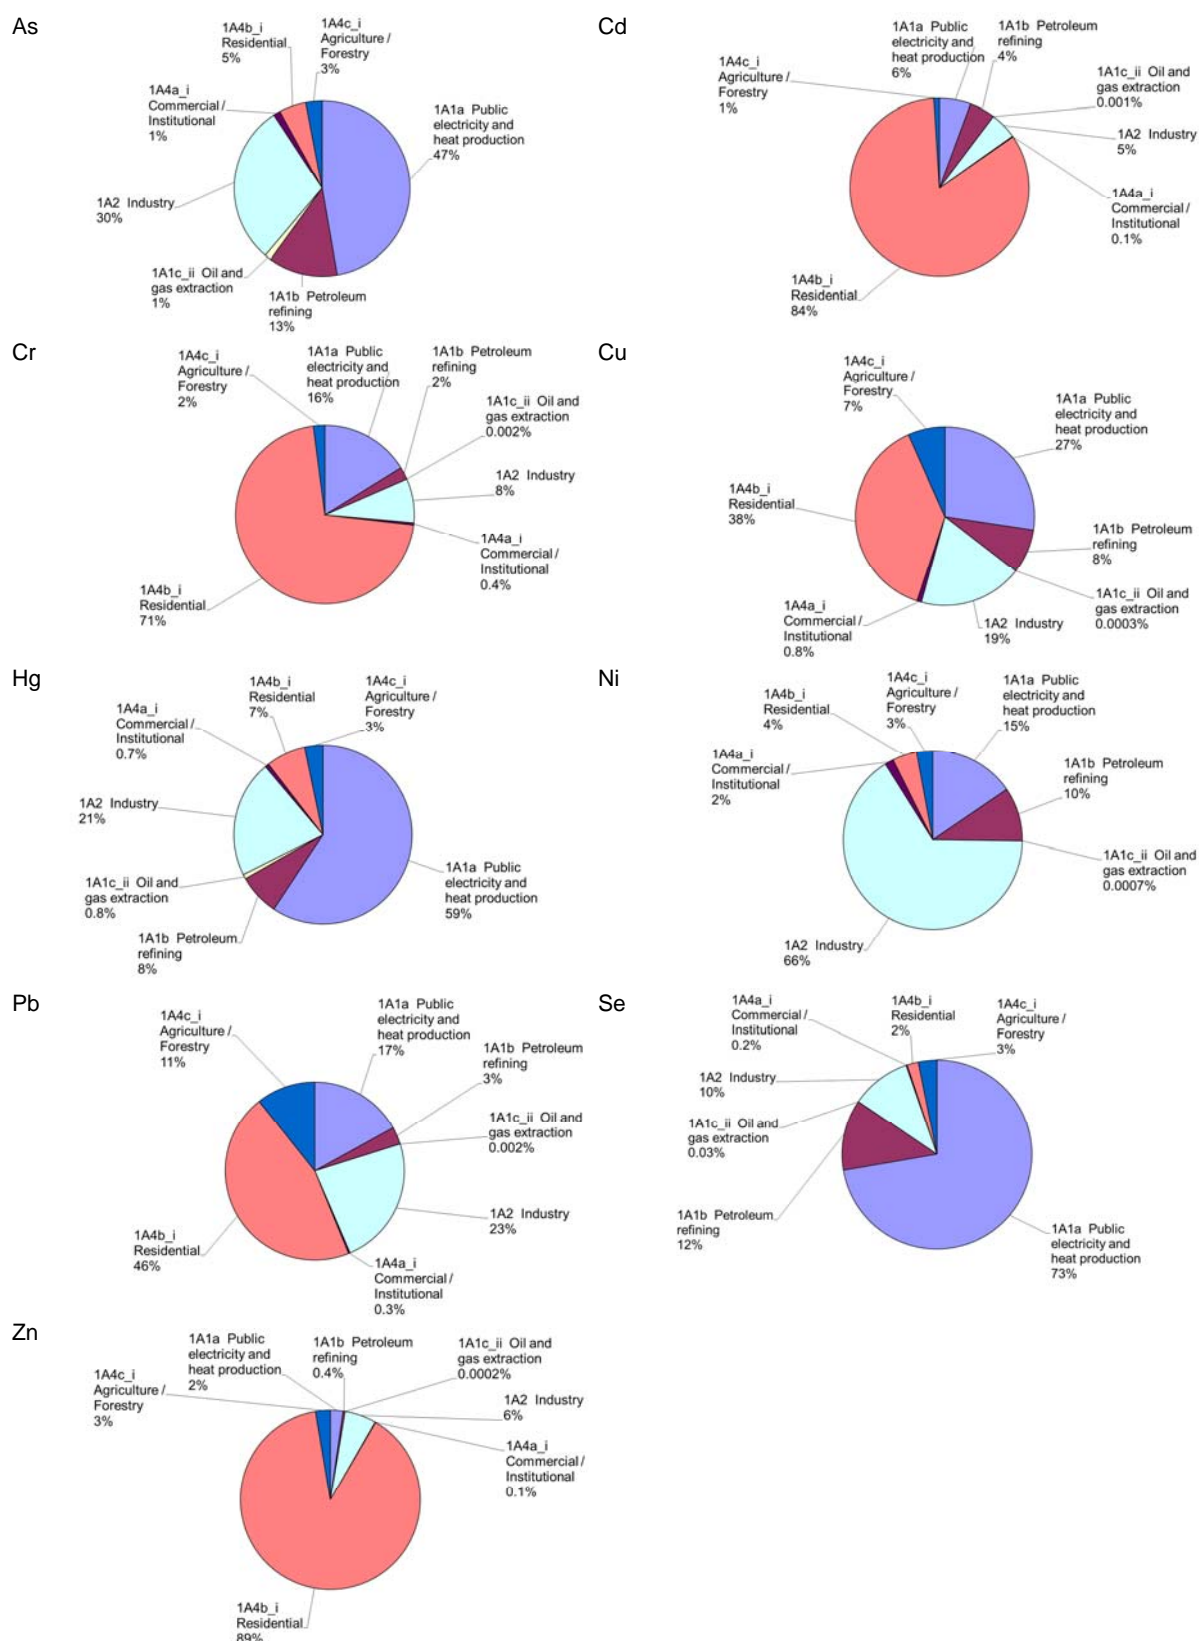 As
1A4b_i
Residential
5%
1A4c_i
Agriculture /
Forestry
3%
1A4a_i
Commercial /
Institutional
1%
1A1a Public
electricity and
heat production
47%
1A2 Industry
30%
1A1c_ii Oil and
gas extraction
1%
1A1b Petroleum
refining
13%
Cd
1A1a Public
electricity and
heat production
6%
1A1b Petroleum
refining
4%
1A4c_i
Agriculture /
Forestry
1%
1A1c_ii Oil and
gas extraction
0.001%
1A2 Industry
5%
1A4a_i
Commercial /
Institutional
0.1%
1A4b_i
Residential
84%
Cr
1A4c_i
Agriculture /
Forestry
2%
1A1a Public
electricity and
heat production
16%
1A1b Petroleum
refining
2%
1A1c_ii Oil and
gas extraction
0.002%
1A2 Industry
8%
1A4a_i
Commercial /
Institutional
0.4%
1A4b_i
Residential
71%
Cu
1A4c_i
Agriculture /
Forestry
7%
1A1a Public
electricity and
heat production
27%
1A4b_i
Residential
38%
1A1b Petroleum
refining
8%
1A1c_ii Oil and
gas extraction
0.0003%
1A4a_i
Commercial /
Institutional
0.8%
1A2 Industry
19%
Hg
1A4b_i
Residential
7%
1A4c_i
Agriculture /
Forestry
3%
1A4a_i
Commercial /
Institutional
0.7%
1A2 Industry
21%
1A1c_ii Oil and
gas extraction
0.8%
1A1a Public
electricity and
heat production
59%
1A1b Petroleum
refining
8%
Ni
1A4b_i
Residential
4%
1A4c_i
Agriculture /
Forestry
3%
1A1a Public
electricity and
heat production
15%
1A4a_i
Commercial /
Institutional
2%
1A1b Petroleum
refining
10%
1A1c_ii Oil and
gas extraction
0.0007%
1A2 Industry
66%
Pb
1A4c_i
Agriculture /
Forestry
11%
1A1a Public
electricity and
heat production
17%
1A1b Petroleum
refining
3%
1A1c_ii Oil and
gas extraction
0.002%
1A2 Industry
23%
1A4b_i
Residential
46%
1A4a_i
Commercial /
Institutional
0.3%
Se
1A4a_i
Commercial /
Institutional
0.2%
1A4b_i
Residential
2%
1A4c_i
Agriculture /
Forestry
3%
1A2 Industry
10%
1A1c_ii Oil and
gas extraction
0.03%
1A1b Petroleum
refining
12%
1A1a Public
electricity and
heat production
73%
Zn
1A4c_i
Agriculture /
Forestry
3%
1A1a Public
electricity and
heat production
2%
1A1b Petroleum
refining
0.4%
1A1c_ii Oil and
gas extraction
0.0002%
1A2 Industry
6%
1A4a_i
Commercial /
Institutional
0.1%
1A4b_i
Residential
89%